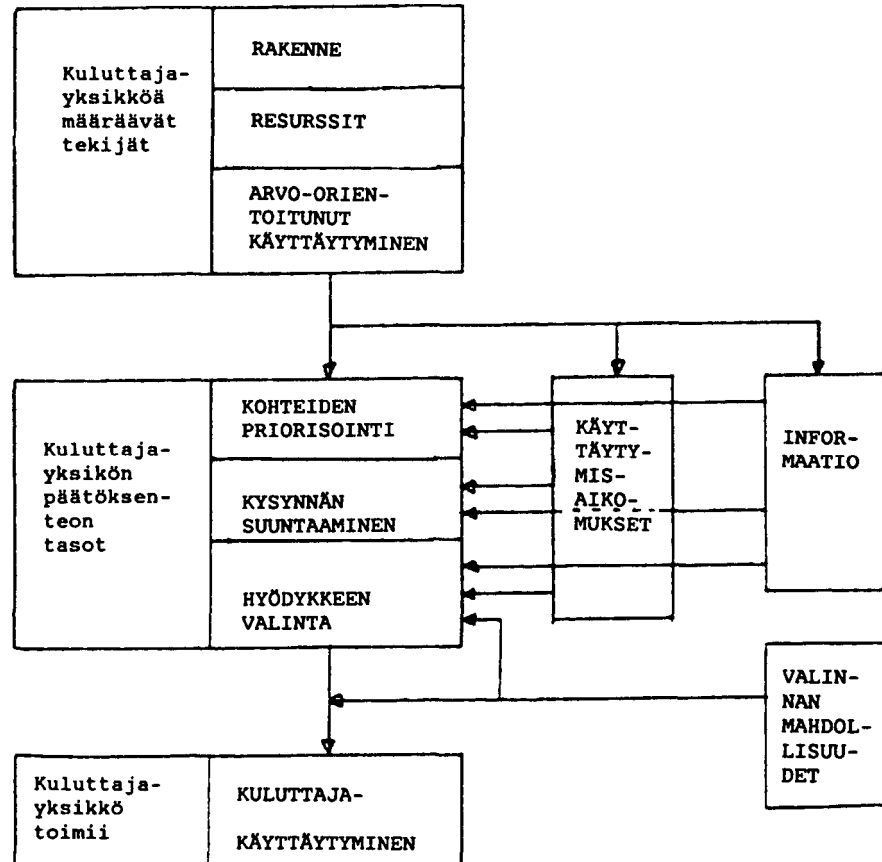 Kuluttaja-
yksikköä
määräävät
tekijät
RAKENNE
RESURSSIT
ARVO-ORIEN-
TOITUNUT
KÄYTTÄYTYMINEN
Kuluttaja-
yksikön
päätöksen-
teon
tasot
KOHTEIDEN
PRIORISOINTI
KYSYNNÄN
SUUNTAAMINEN
HYÖDYKKEEN
VALINTA
KÄYT-
TÄYTY-
MIS-
AIKO-
MUKSET
INFOR-
MAATIO
VALIN-
NAN
MAHDOL-
LISUU-
DET
Kuluttaja-
yksikkö
toimii
KULUTTAJA-
KÄYTTÄYTYMINEN